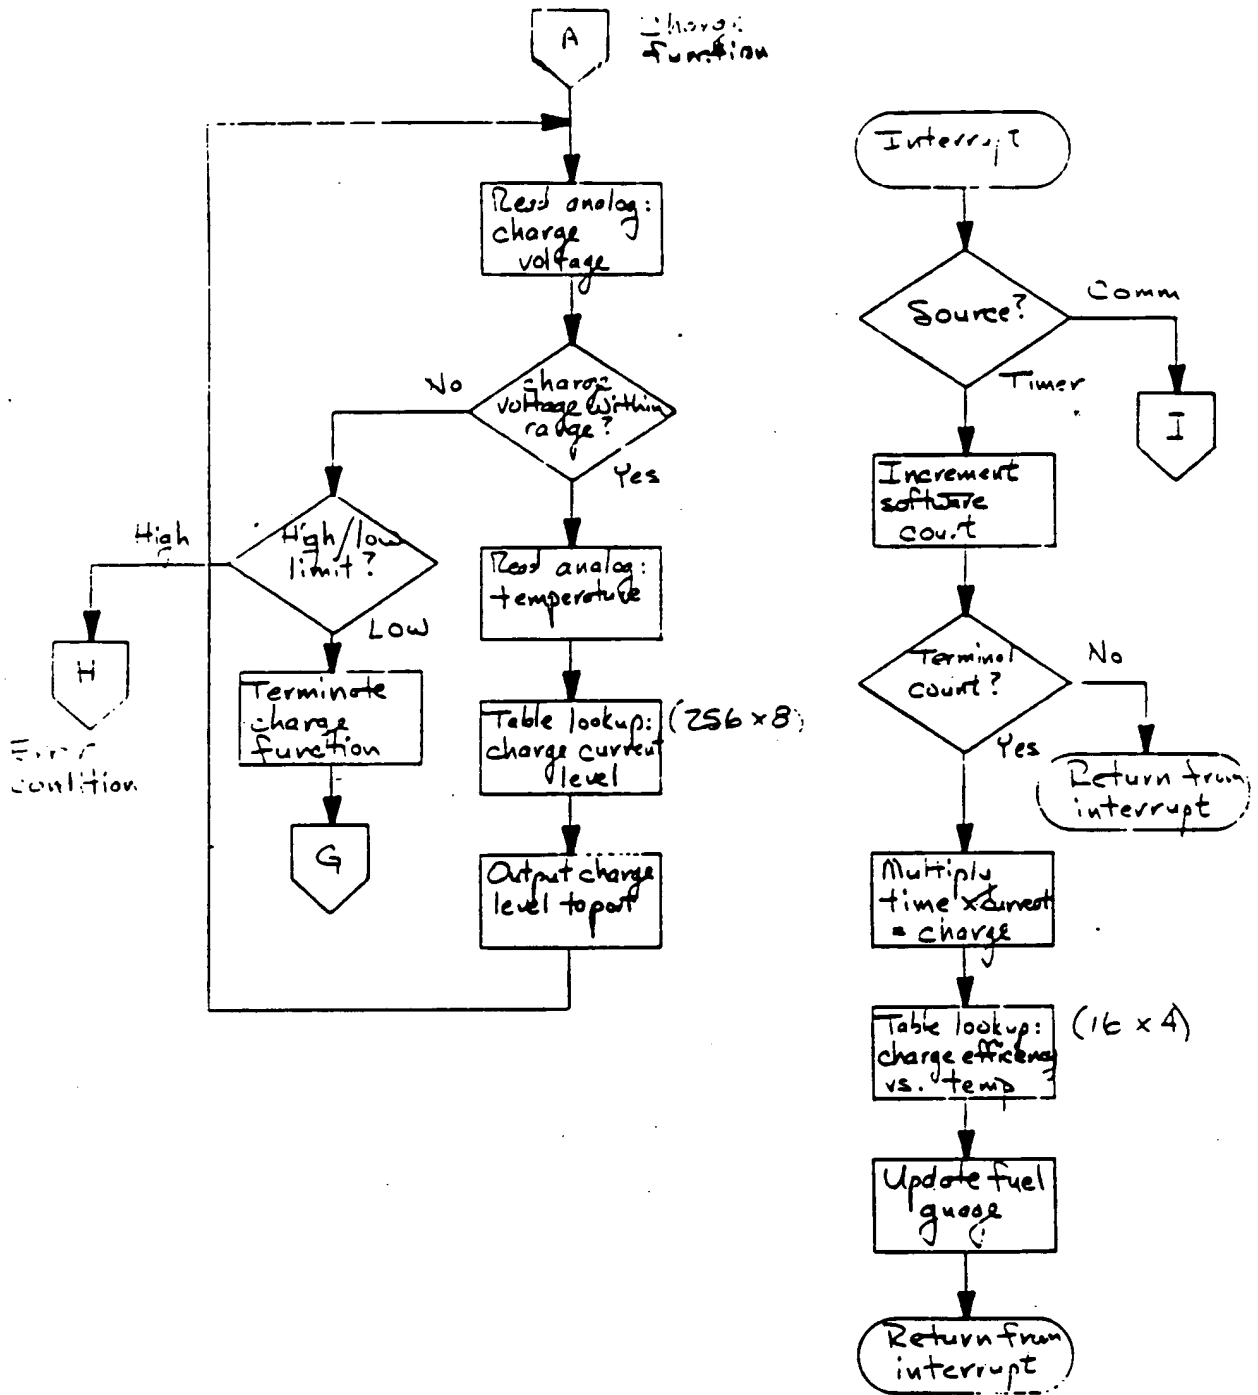 A
Charge
function
Read analog:
charge
voltage
charge
voltage within
range?
No
Yes
High/low
limit?
High
Low
H
Error
condition
Terminate
charge
function
G
Read analog:
temperature
Table lookup:
charge current
level
(256 x 8)
Output charge
level to port
Interrupt
Source?
Comm
Timer
I
Increment
software
count
Terminal
count?
No
Yes
Return from
interrupt
Multiply
time x current
= charge
Table lookup:
charge
vs. temp
(16 x 4)
Update fuel
Return from
interrupt